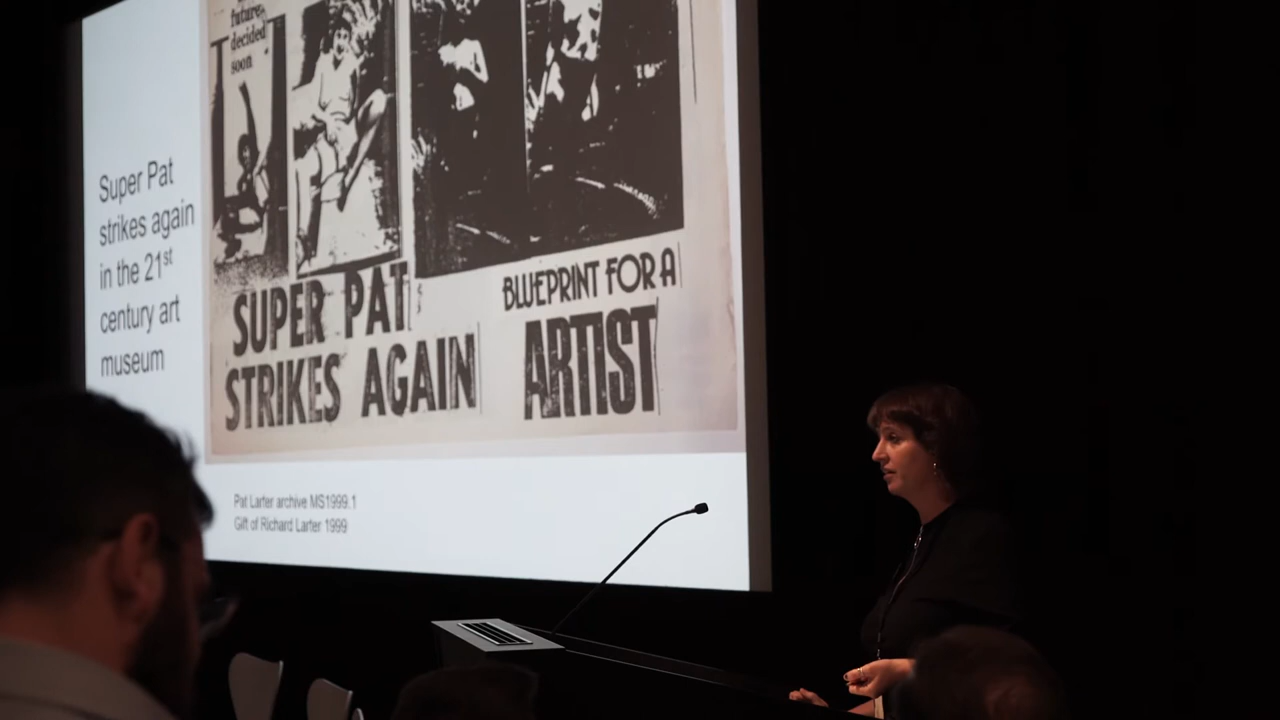 future
decided
soon
Super Pat
strikes again
in the 21st
century art
museum
SUPER PAT
STRIKES AGAIN
BLUEPRINT FOR A
ARTIST
Pat Larter archive MS1999.1
Gift of Richard Larter 1999